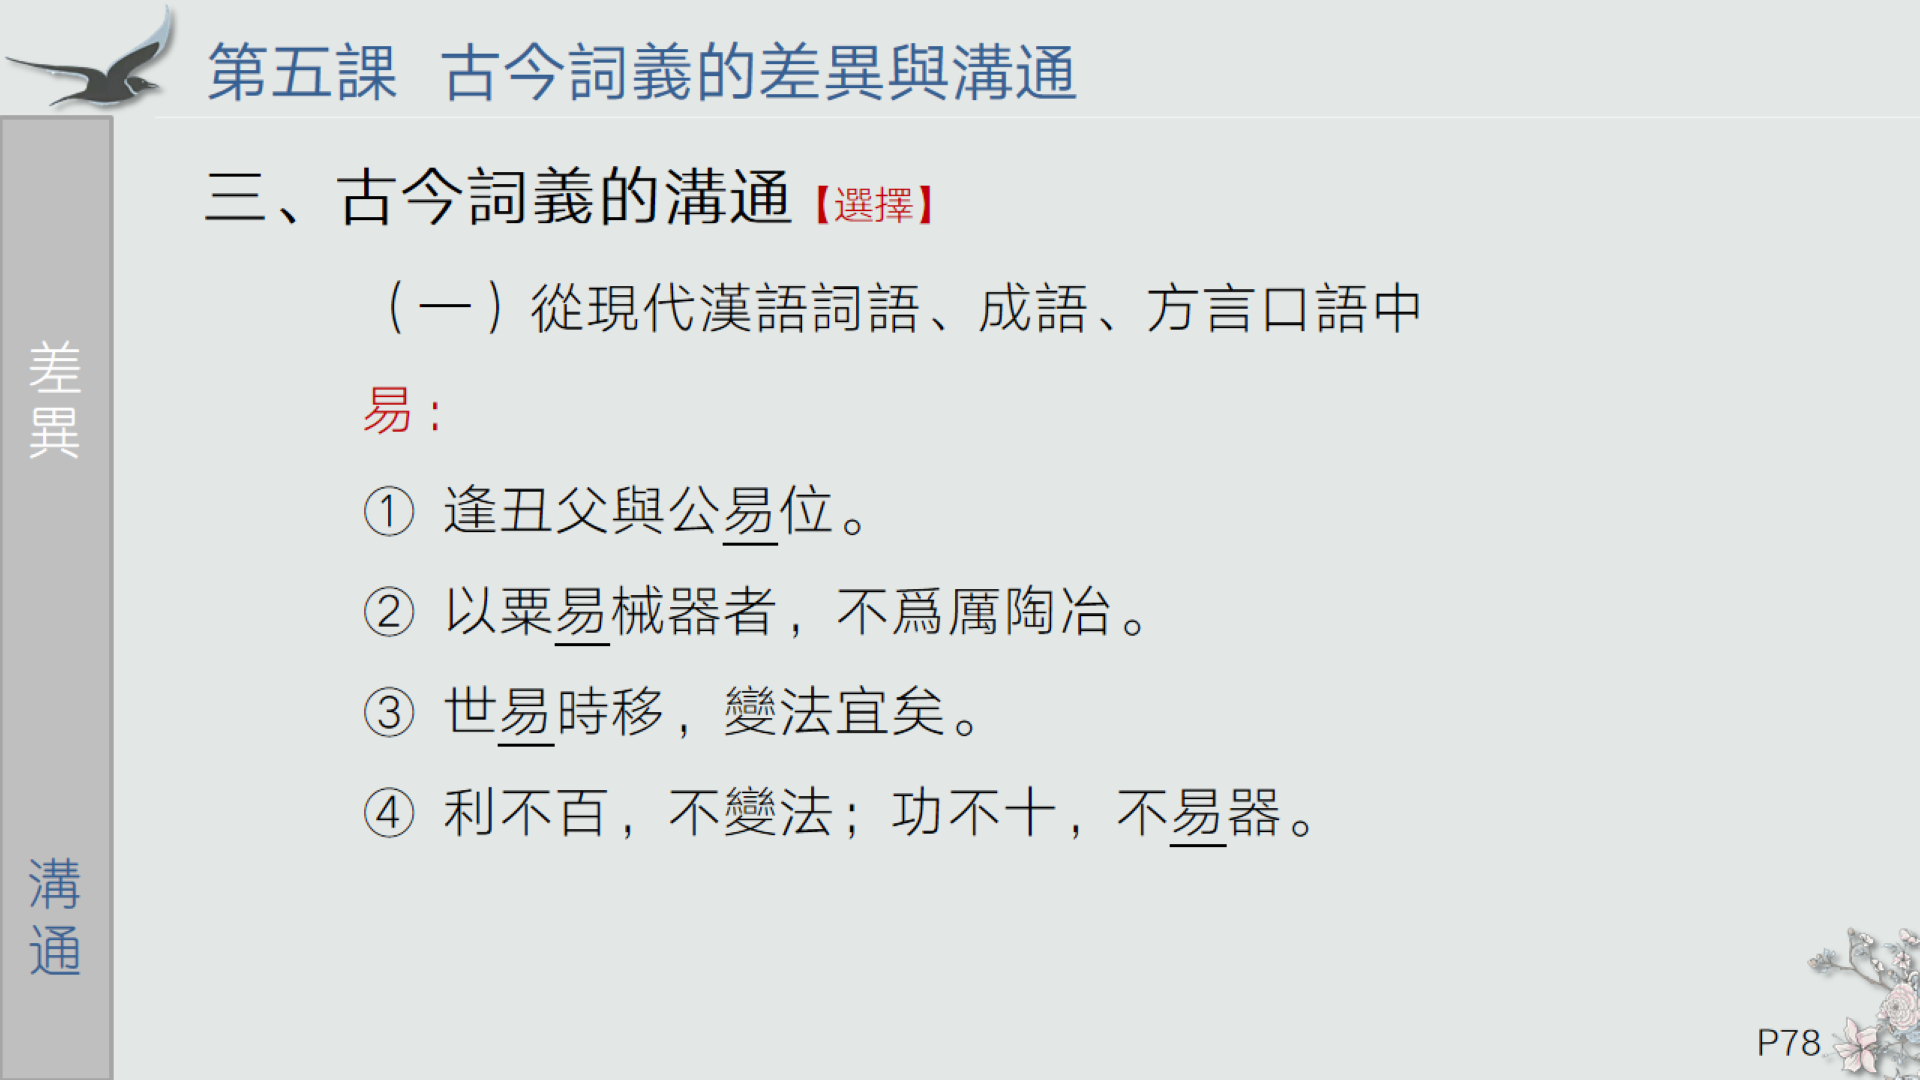 第五課 古今詞義的差異與溝通
三、古今詞義的溝通【選擇】
（一）從現代漢語詞語、成語、方言口語中
易：
① 逢丑父與公易位。
② 以粟易械器者，不爲厲陶冶。
③ 世易時移，變法宜矣。
④ 利不百，不變法；功不十，不易器。
差異
溝通
P78